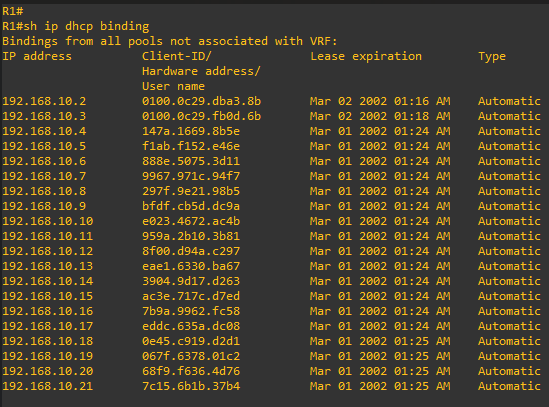 R1#
R1#sh ip dhcp binding
Bindings from all pools not associated with VRF:
IP address Client-ID/ Lease expiration Type
Hardware address/
User name
192.168.10.2 0100.0c29.dba3.8b Mar 02 2002 01:16 AM Automatic
192.168.10.3 0100.0c29.fb0d.6b Mar 02 2002 01:18 AM Automatic
192.168.10.4 147a.1669.8b5e Mar 01 2002 01:24 AM Automatic
192.168.10.5 f1ab.f152.e46e Mar 01 2002 01:24 AM Automatic
192.168.10.6 888e.5075.3d11 Mar 01 2002 01:24 AM Automatic
192.168.10.7 9967.971c.94f7 Mar 01 2002 01:24 AM Automatic
192.168.10.8 297f.9e21.98b5 Mar 01 2002 01:24 AM Automatic
192.168.10.9 bfdf.cb5d.dc9a Mar 01 2002 01:24 AM Automatic
192.168.10.10 e023.4672.ac4b Mar 01 2002 01:24 AM Automatic
192.168.10.11 959a.2b10.3b81 Mar 01 2002 01:24 AM Automatic
192.168.10.12 8f00.d94a.c297 Mar 01 2002 01:24 AM Automatic
192.168.10.13 eae1.6330.ba67 Mar 01 2002 01:24 AM Automatic
192.168.10.14 3904.9d17.d263 Mar 01 2002 01:24 AM Automatic
192.168.10.15 ac3e.717c.d7ed Mar 01 2002 01:24 AM Automatic
192.168.10.16 7b9a.9962.fc58 Mar 01 2002 01:24 AM Automatic
192.168.10.17 eddc.635a.dc08 Mar 01 2002 01:24 AM Automatic
192.168.10.18 0e45.c919.d2d1 Mar 01 2002 01:25 AM Automatic
192.168.10.19 067f.6378.01c2 Mar 01 2002 01:25 AM Automatic
192.168.10.20 68f9.f636.4d76 Mar 01 2002 01:25 AM Automatic
192.168.10.21 7c15.6b1b.37b4 Mar 01 2002 01:25 AM Automatic